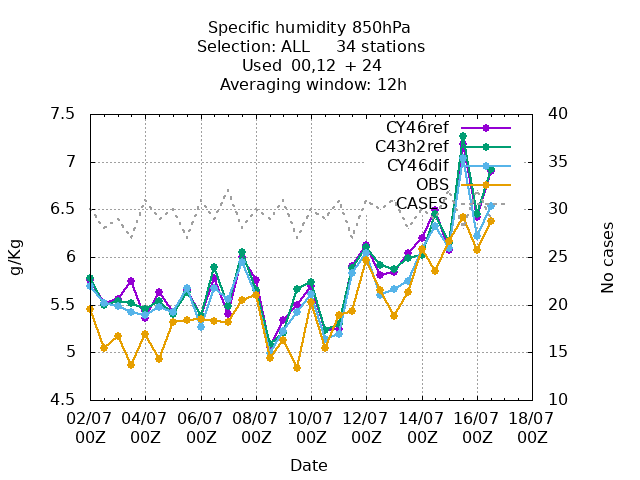 Specific humidity 850hPa
Selection: ALL 34 stations
Used 00,12 + 24
Averaging window: 12h
7.5
7
6.5
6
5.5
5
4.5
g/Kg
40
35
30
25
20
15
10
No cases
CY46ref
C43h2ref
CY46dif
OBS
CASES
02/07 04/07 06/07 08/07 10/07 12/07 14/07 16/07 18/07
00Z 00Z 00Z 00Z 00Z 00Z 00Z 00Z 00Z
Date